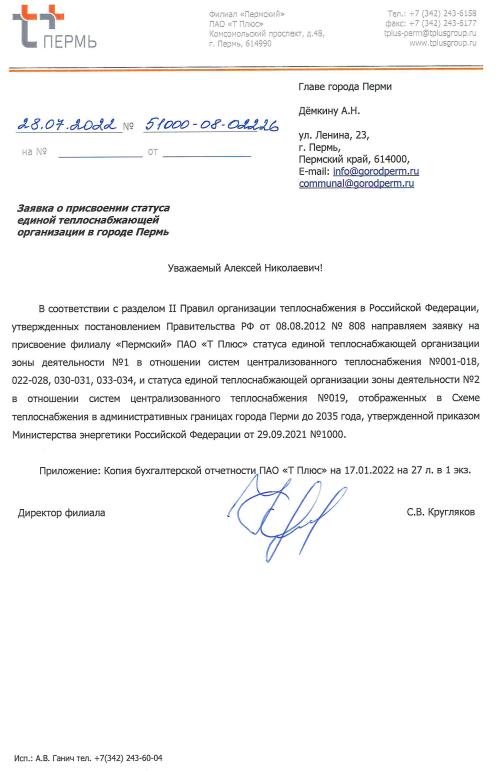 ПЕРМЬ
Филиал «Пермский»
ПАО «Т Плюс»
Комсомольский проспект, д.48,
г. Пермь, 614990
Тел.: +7 (342) 243-6158
факс: +7 (342) 243-6177
tplus-perm@tplusgroup.ru
www.tplusgroup.ru
28.07.2022 № 51000-08-02226
на № от
Главе города Перми
Дёмкину А.Н.
ул. Ленина, 23,
г. Пермь,
Пермский край, 614000,
E-mail: info@gorodperm.ru
communal@gorodperm.ru
Заявка о присвоении статуса
единой теплоснабжающей
организации в городе Пермь
Уважаемый Алексей Николаевич!
В соответствии с разделом II Правил организации теплоснабжения в Российской Федерации,
утвержденных постановлением Правительства РФ от 08.08.2012 № 808 направляем заявку на
присвоение филиалу «Пермский» ПАО «Т Плюс» статуса единой теплоснабжающей организации
зоны деятельности №1 в отношении систем централизованного теплоснабжения №001-018,
022-028, 030-031, 033-034, и статуса единой теплоснабжающей организации зоны деятельности №2
в отношении систем централизованного теплоснабжения №019, отображенных в Схеме
теплоснабжения в административных границах города Перми до 2035 года, утвержденной приказом
Министерства энергетики Российской Федерации от 29.09.2021 №1000.
Приложение: Копия бухгалтерской отчетности ПАО «Т Плюс» на 17.01.2022 на 27 л. в 1 экз.
Директор филиала
С.В. Кругляков
Исп.: А.В. Ганич тел. +7(342) 243-60-04